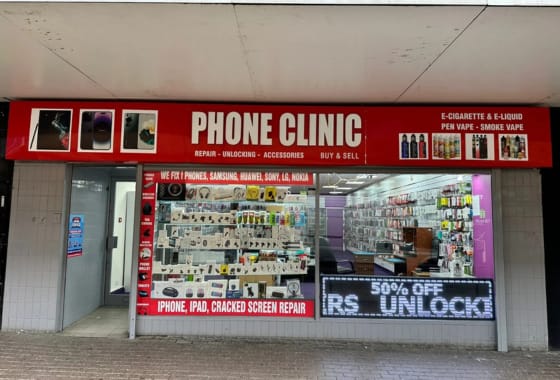 PHONE CLINIC
REPAIR - UNLOCKING - ACCESSORIES BUY & SELL
E-CIGARETTE & E-LIQUID
PEN VAPE - SMOKE VAPE
WE FIX I PHONES, SAMSUNG, HUAWEI, SONY, LG, NOKIA
IPHONE, IPAD, CRACKED SCREEN REPAIR
50% OFF
RS UNLOCKI